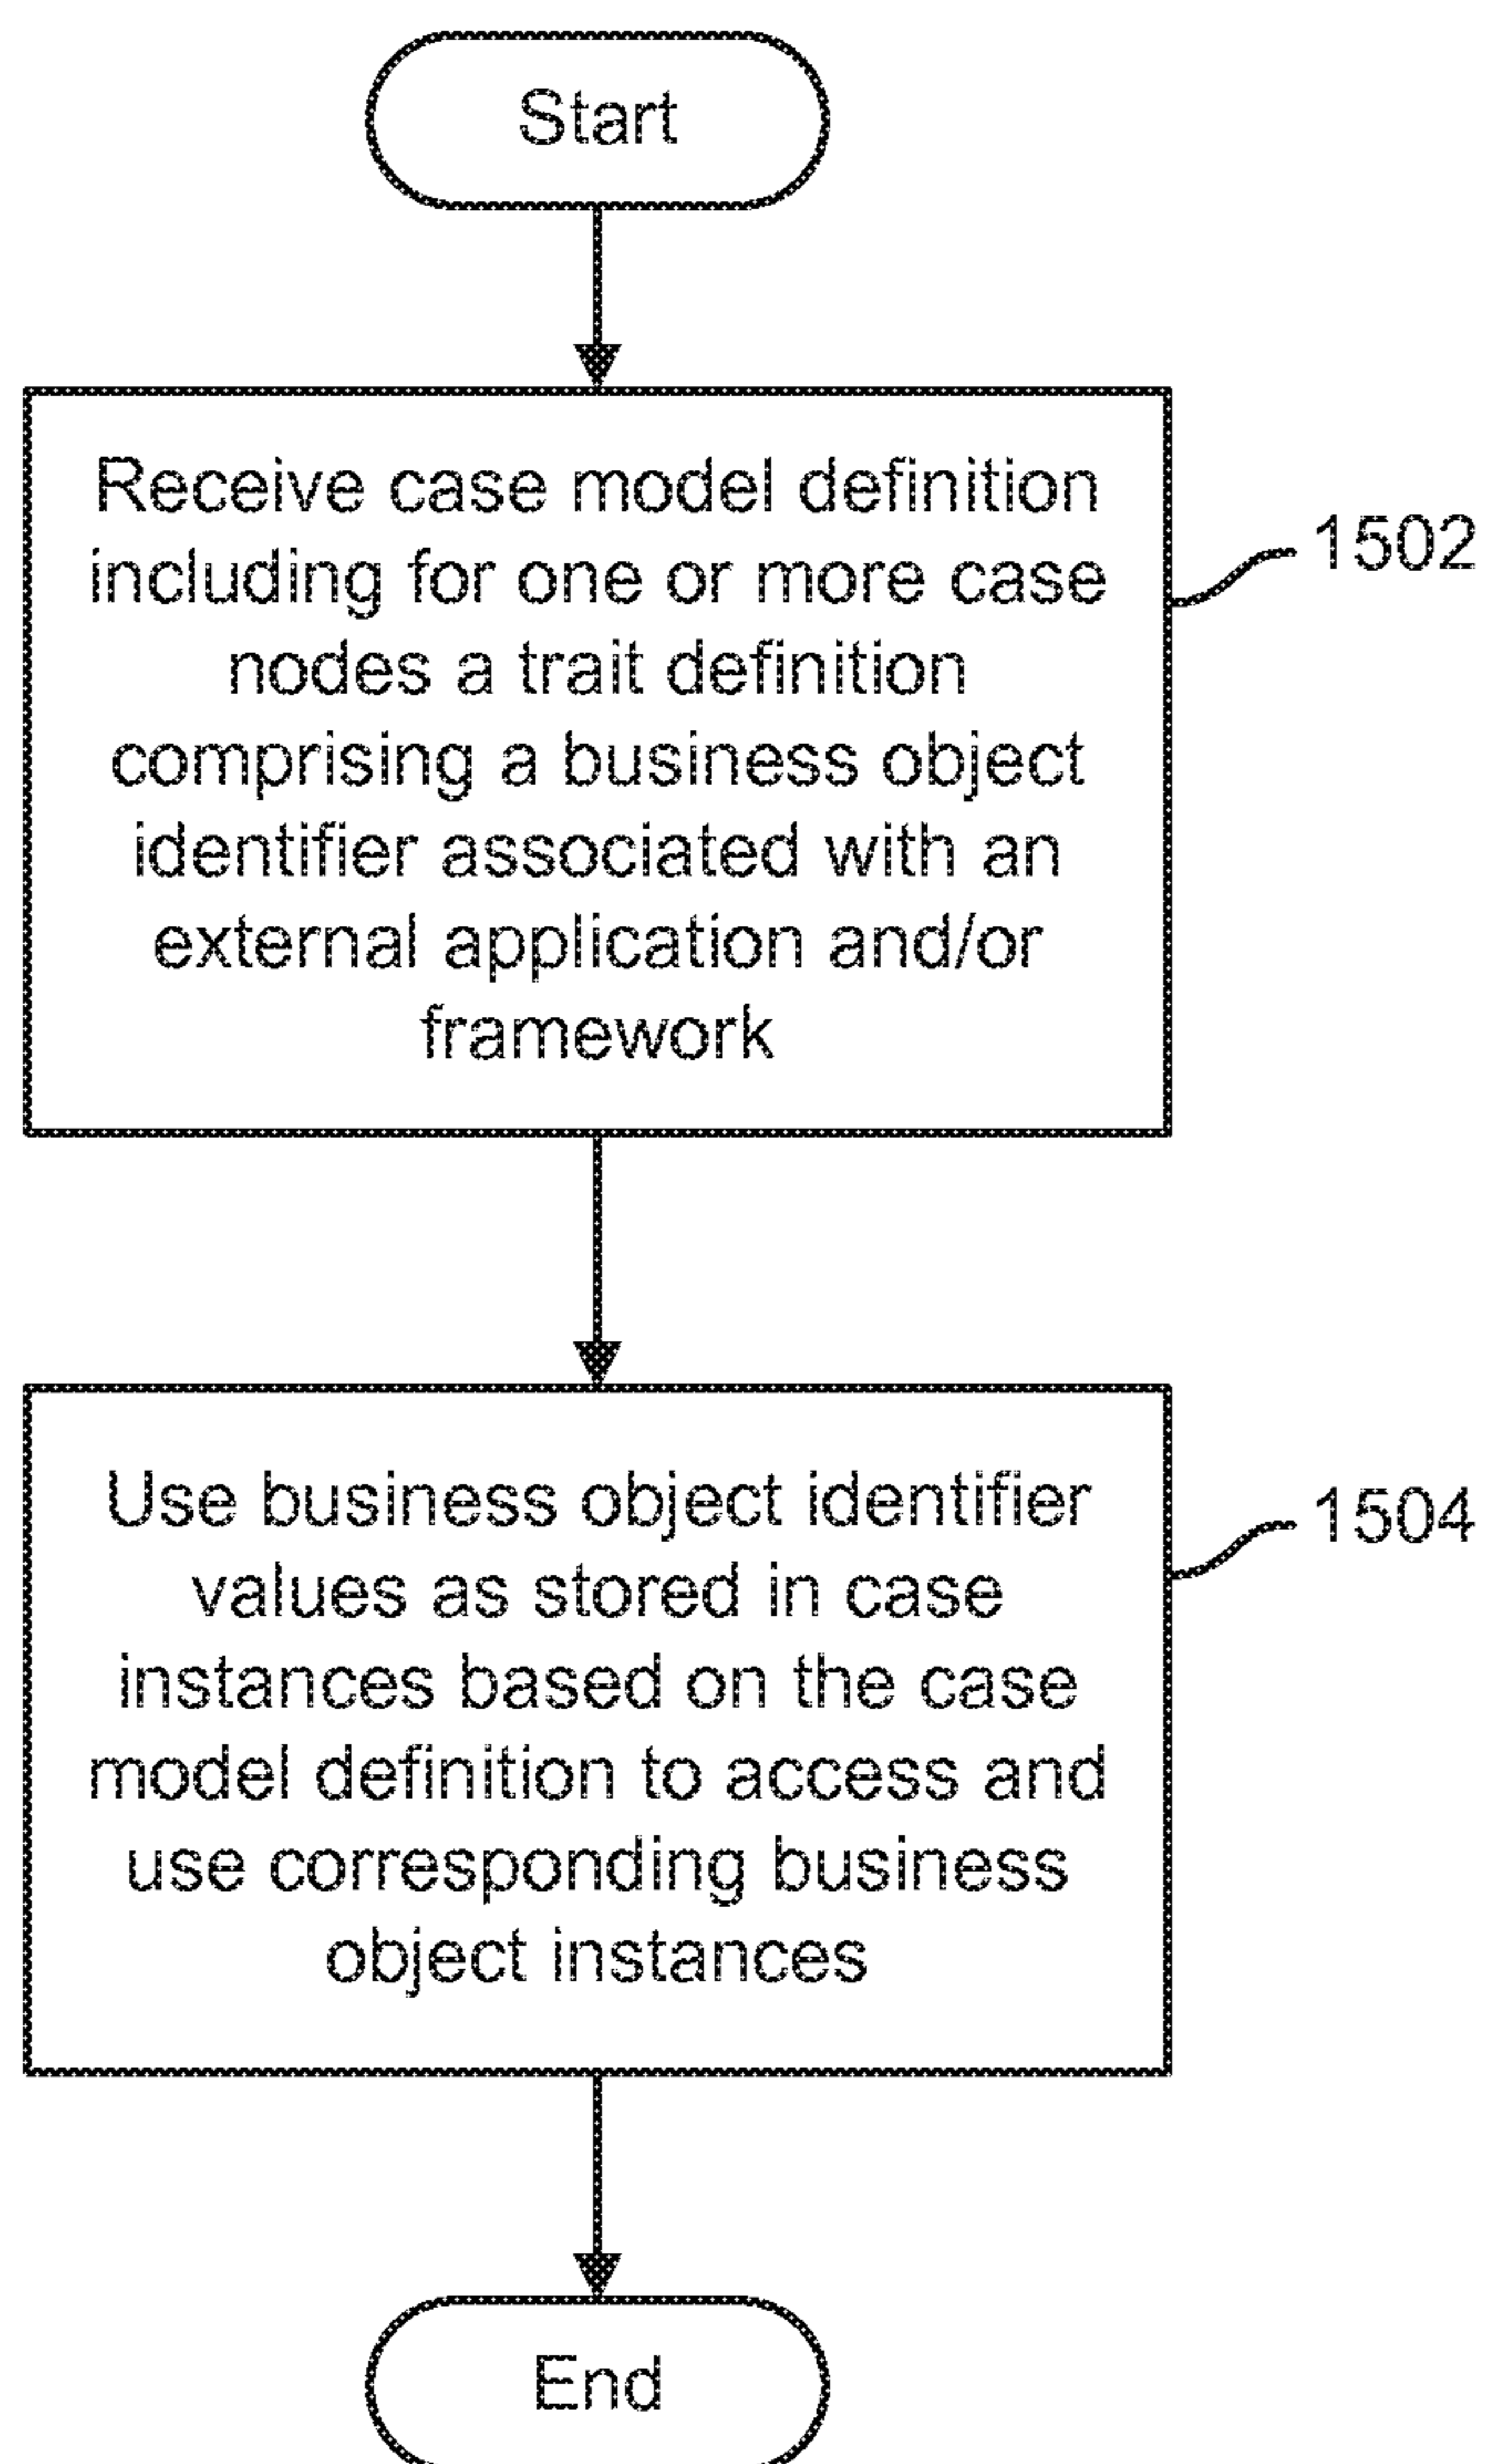 Start
Receive case model definition
including for one or more case
nodes a trait definition
comprising a business object
identifier associated with an
external application and/or
framework
1502
Use business object identifier
values as stored in case
instances based on the case
model definition to access and
use corresponding business
object instances
1504
End